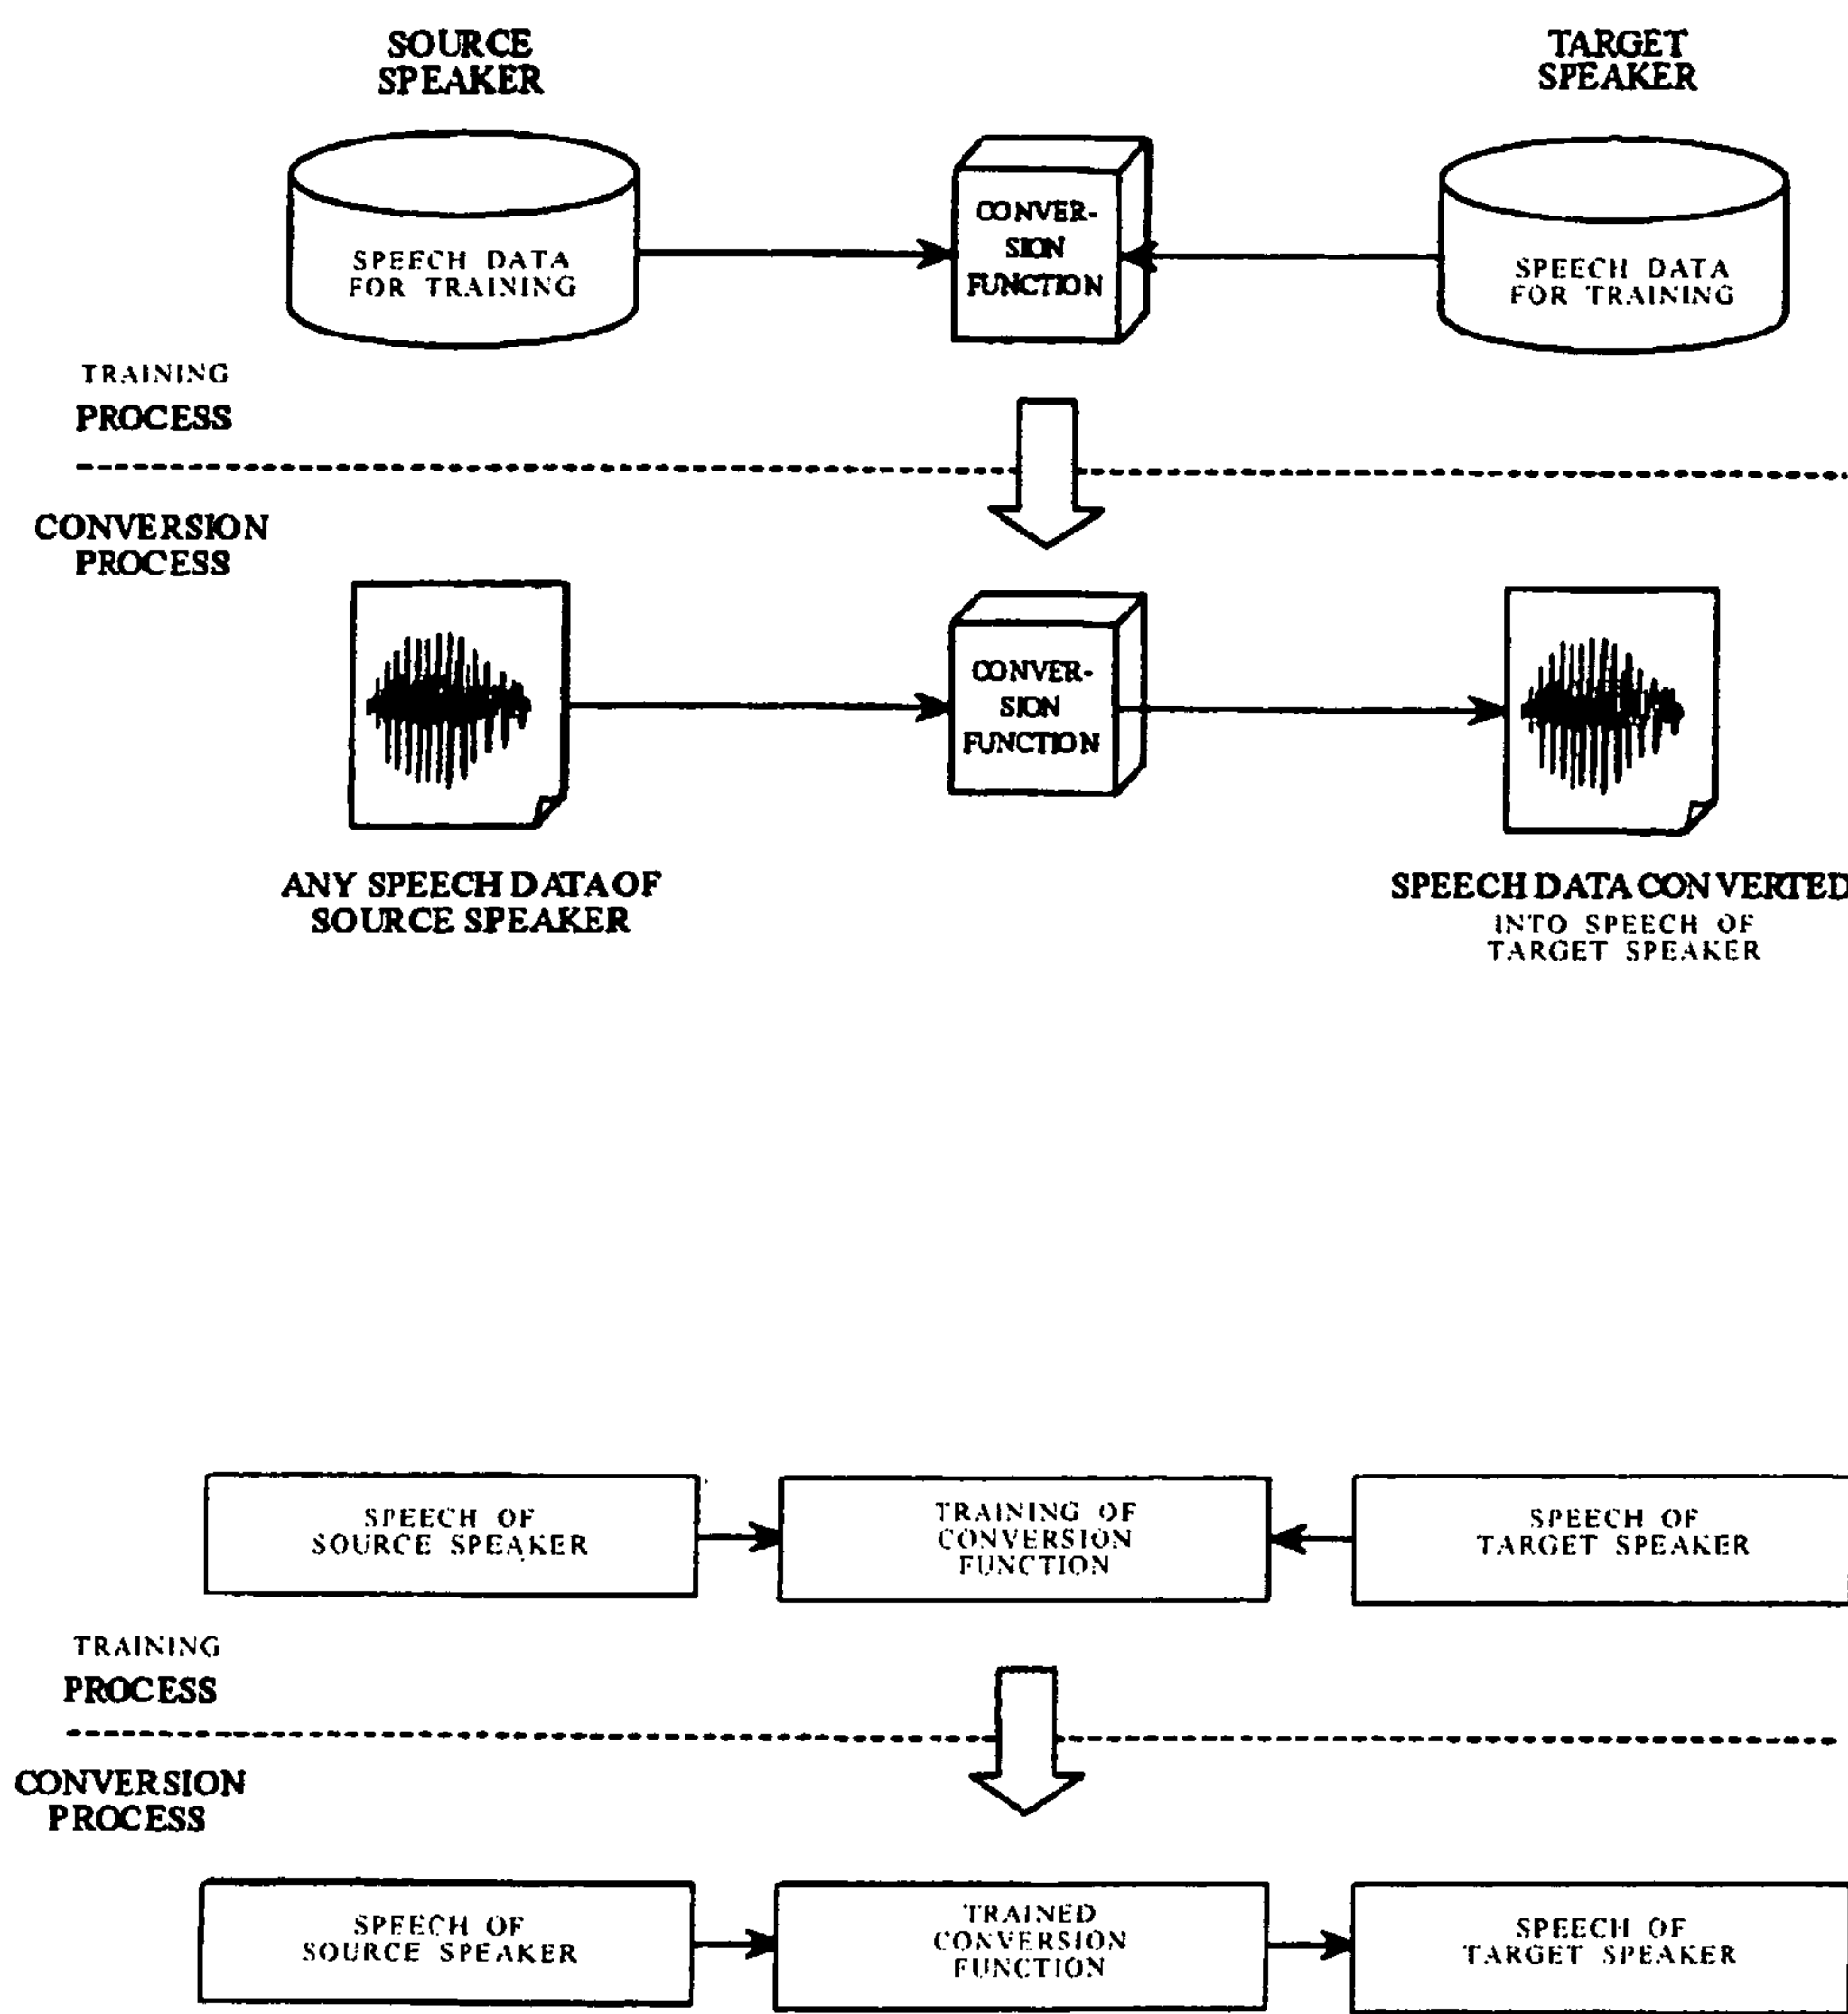 SOURCE
SPEAKER
TARGET
SPEAKER
SPEECH DATA
FOR TRAINING
CONVER-
SION
FUNCTION
SPEECH DATA
FOR TRAINING
TRAINING
PROCESS
CONVERSION
PROCESS
CONVER-
SION
FUNCTION
ANY SPEECH DATA OF
SOURCE SPEAKER
SPEECH DATA CONVERTED
INTO SPEECH OF
TARGET SPEAKER
SPEECH OF
SOURCE SPEAKER
TRAINING OF
CONVERSION
FUNCTION
SPEECH OF
TARGET SPEAKER
TRAINING
PROCESS
CONVERSION
PROCESS
SPEECH OF
SOURCE SPEAKER
TRAINED
CONVERSION
FUNCTION
SPEECH OF
TARGET SPEAKER